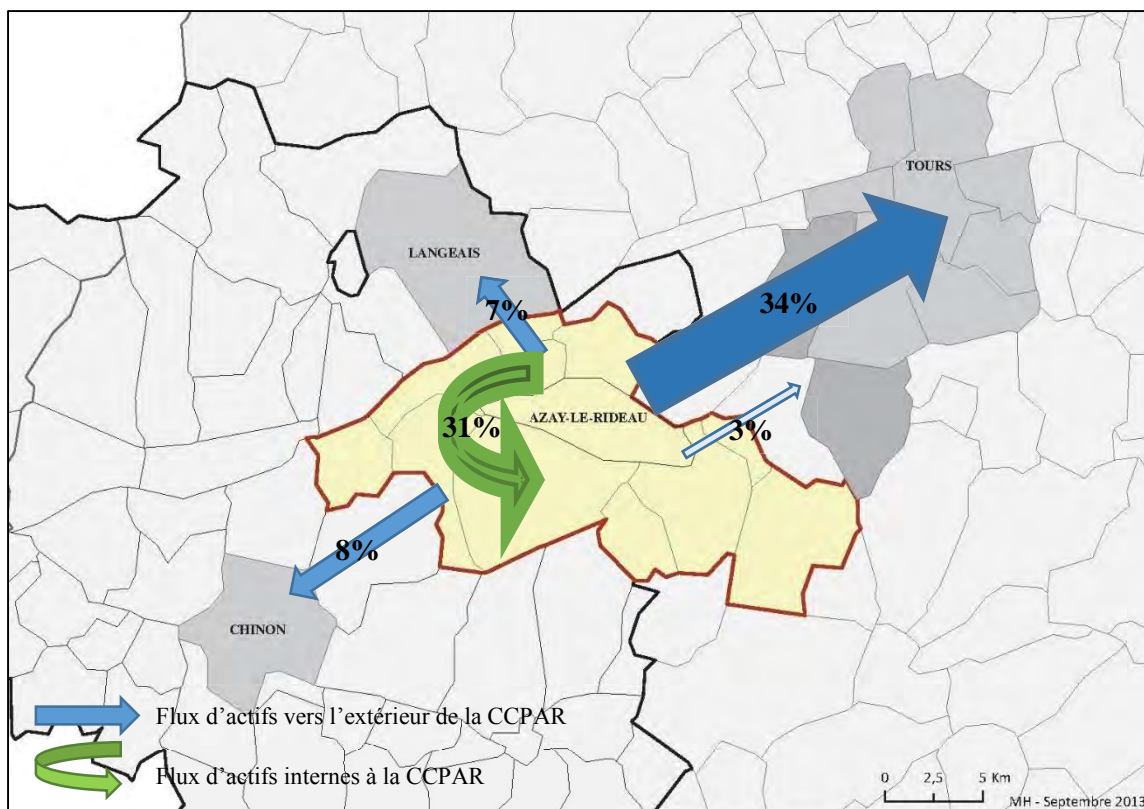 TOURS
LANGEAIS
7%
34%
AZAY-LE-RIDEAU
31%
3%
8%
CHINON
Flux d'actifs vers l'extérieur de la CCPAR
Flux d'actifs internes à la CCPAR
0 2,5 5 Km
MH - Septembre 2013